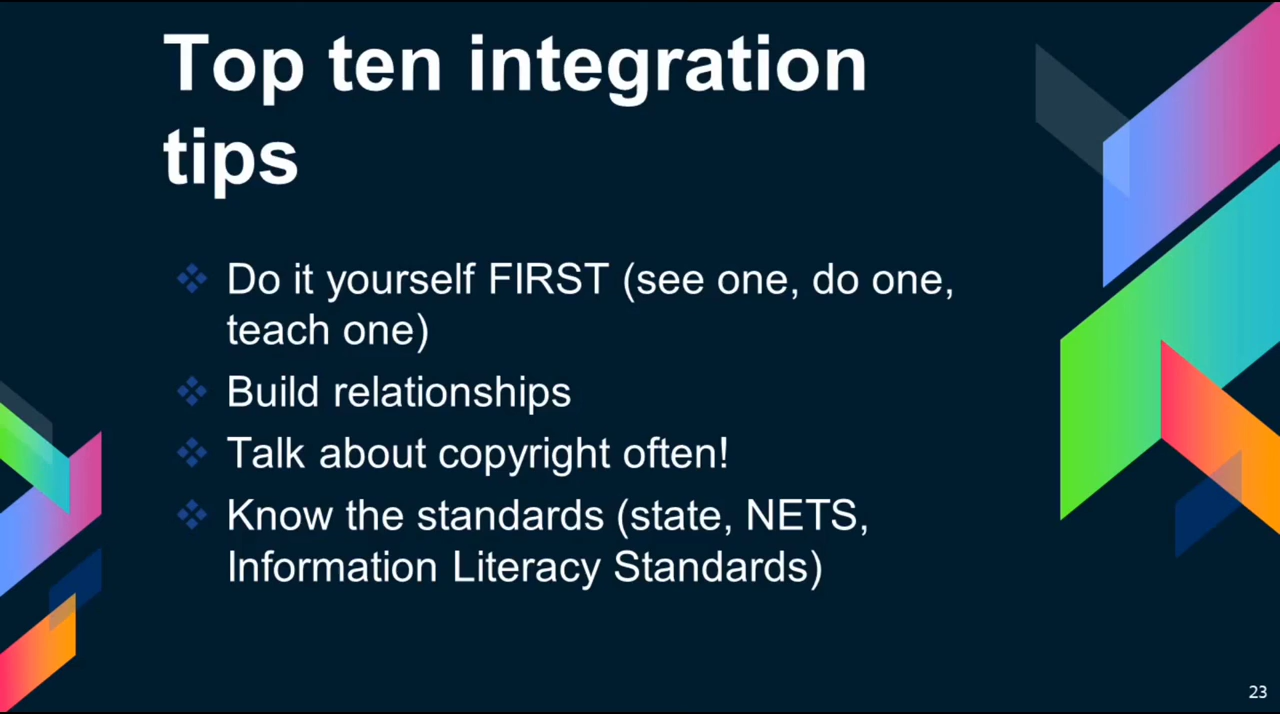 Top ten integration
tips
Do it yourself FIRST (see one, do one,
teach one)
Build relationships
Talk about copyright often!
Know the standards (state, NETS,
Information Literacy Standards)
23